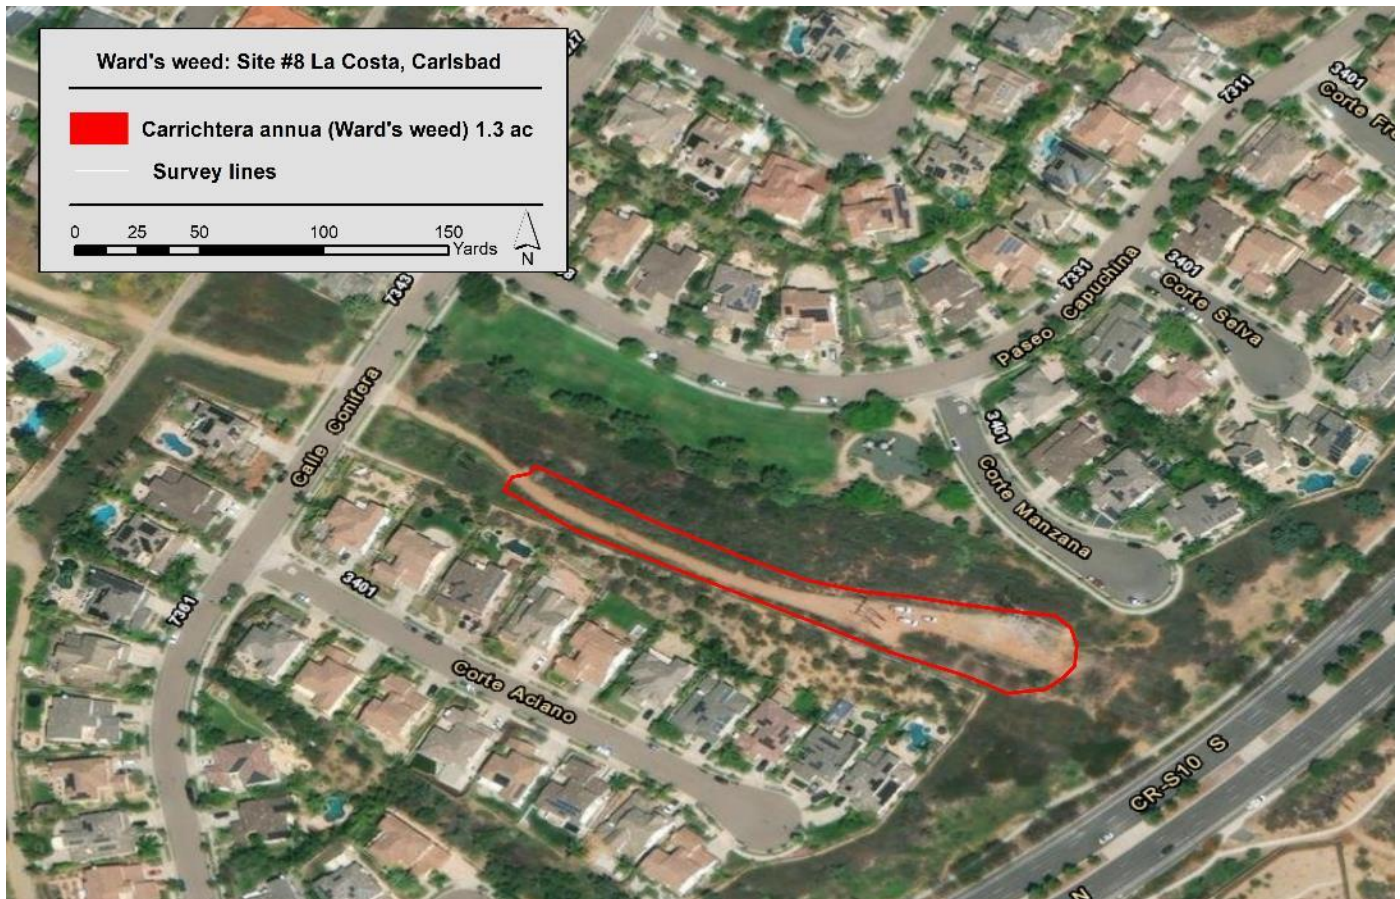 Ward's weed: Site #8 La Costa, Carlsbad
Carrichtera annua (Ward's weed) 1.3 ac
Survey lines
0 25 50 100 150
Yards
N
7311
3401
7343
7331
Paseo Capuchina
3401
Corte Selva
Calle Conifera
3401
Corte Manzana
7361
3401
Corte Aciano
CR-S10 S
N